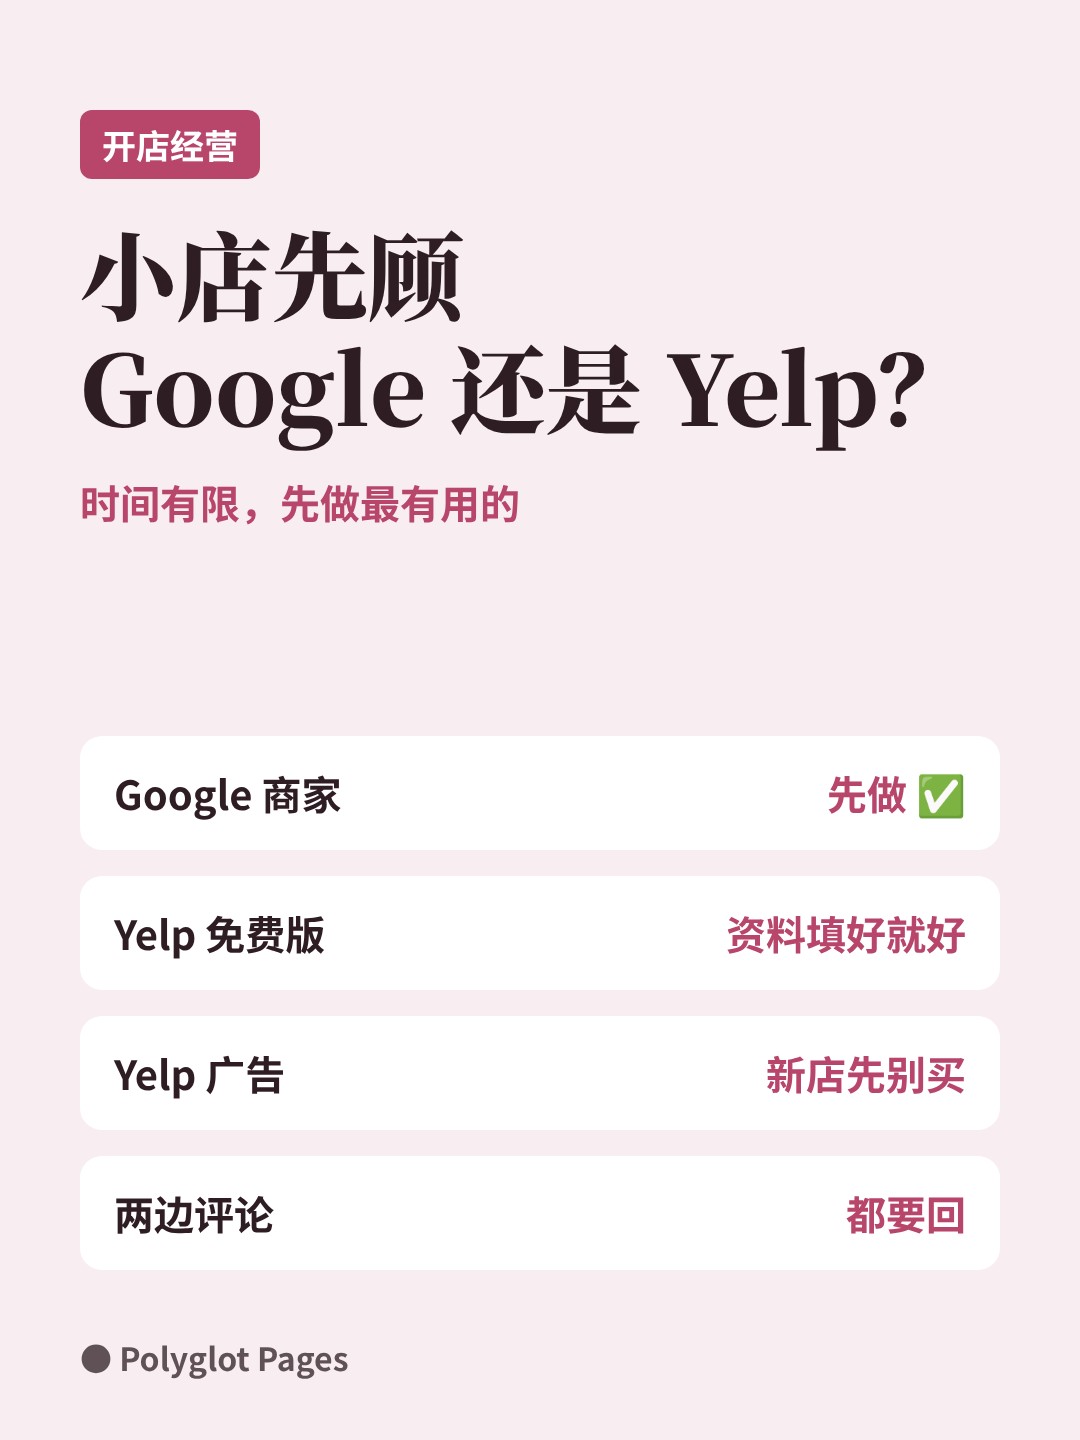 开店经营
小店先顾
Google 还是 Yelp?
时间有限，先做最有用的
Google 商家 先做 ✅
Yelp 免费版 资料填好就好
Yelp 广告 新店先别买
两边评论 都要回
● Polyglot Pages